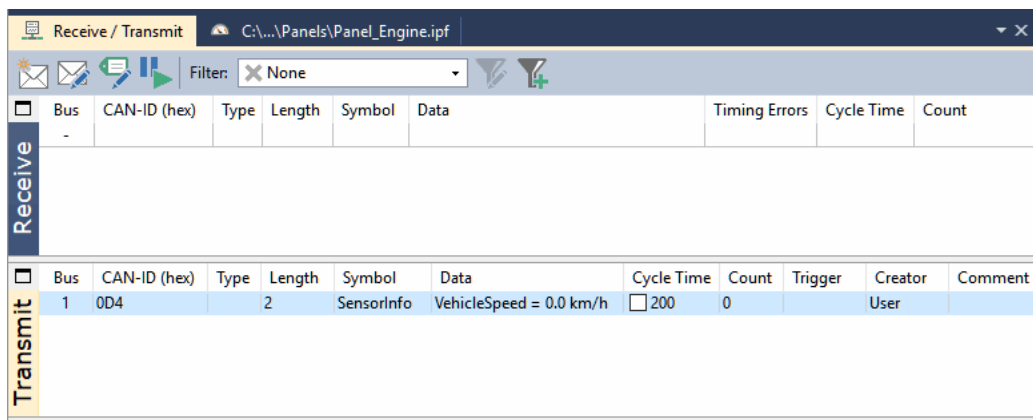 Receive / Transmit C:\...\Panels\Panel_Engine.ipf
Filter: None
Bus CAN-ID (hex) Type Length Symbol Data Timing Errors Cycle Time Count
-
Receive
Bus CAN-ID (hex) Type Length Symbol Data Cycle Time Count Trigger Creator Comment
1 0D4 2 SensorInfo VehicleSpeed = 0.0 km/h 200 0 User
Transmit